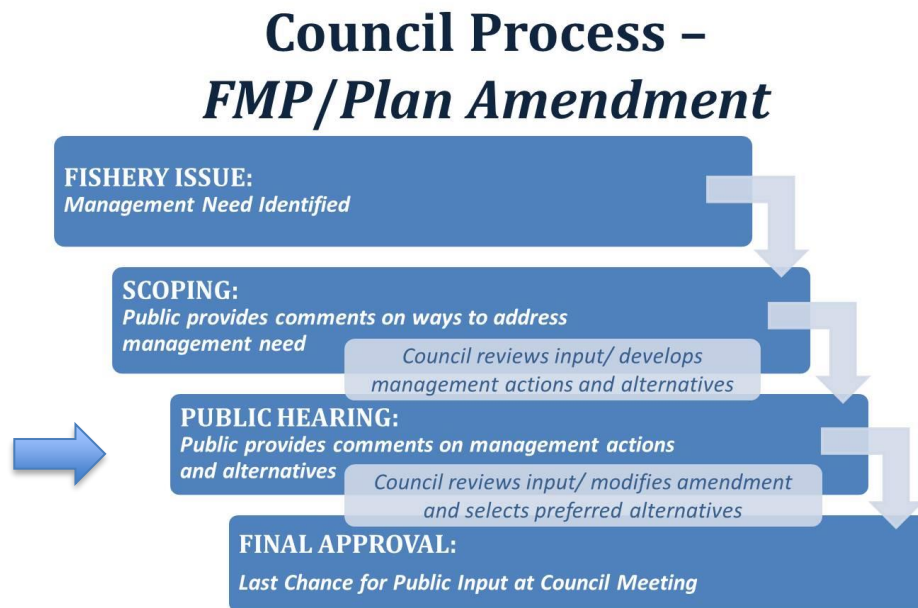 Council Process –
FMP/Plan Amendment
FISHERY ISSUE:
Management Need Identified
SCOPING:
Public provides comments on ways to address
management need
Council reviews input/ develops
management actions and alternatives
PUBLIC HEARING:
Public provides comments on management actions
and alternatives
Council reviews input/ modifies amendment
and selects preferred alternatives
FINAL APPROVAL:
Last Chance for Public Input at Council Meeting